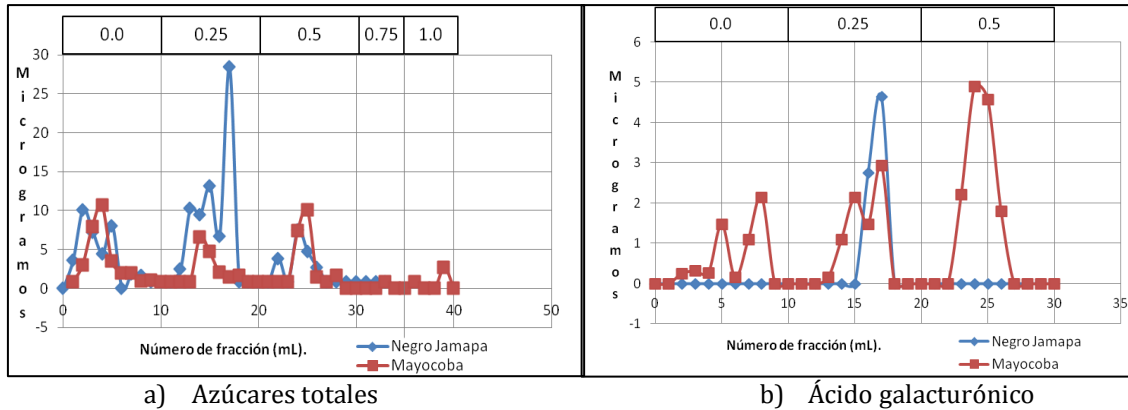 0.0 0.25 0.5 0.75 1.0
30
25
20
15
10
5
0
-5
Microgramos
0 10 20 30 40 50
Número de fracción (mL).
Negro Jamapa
Mayocoba
a) Azúcares totales
0.0 0.25 0.5
6
5
4
3
2
1
0
-1
Microgramos
0 5 10 15 20 25 30 35
Número de fracción (mL).
Negro Jamapa
Mayocoba
b) Ácido galacturónico